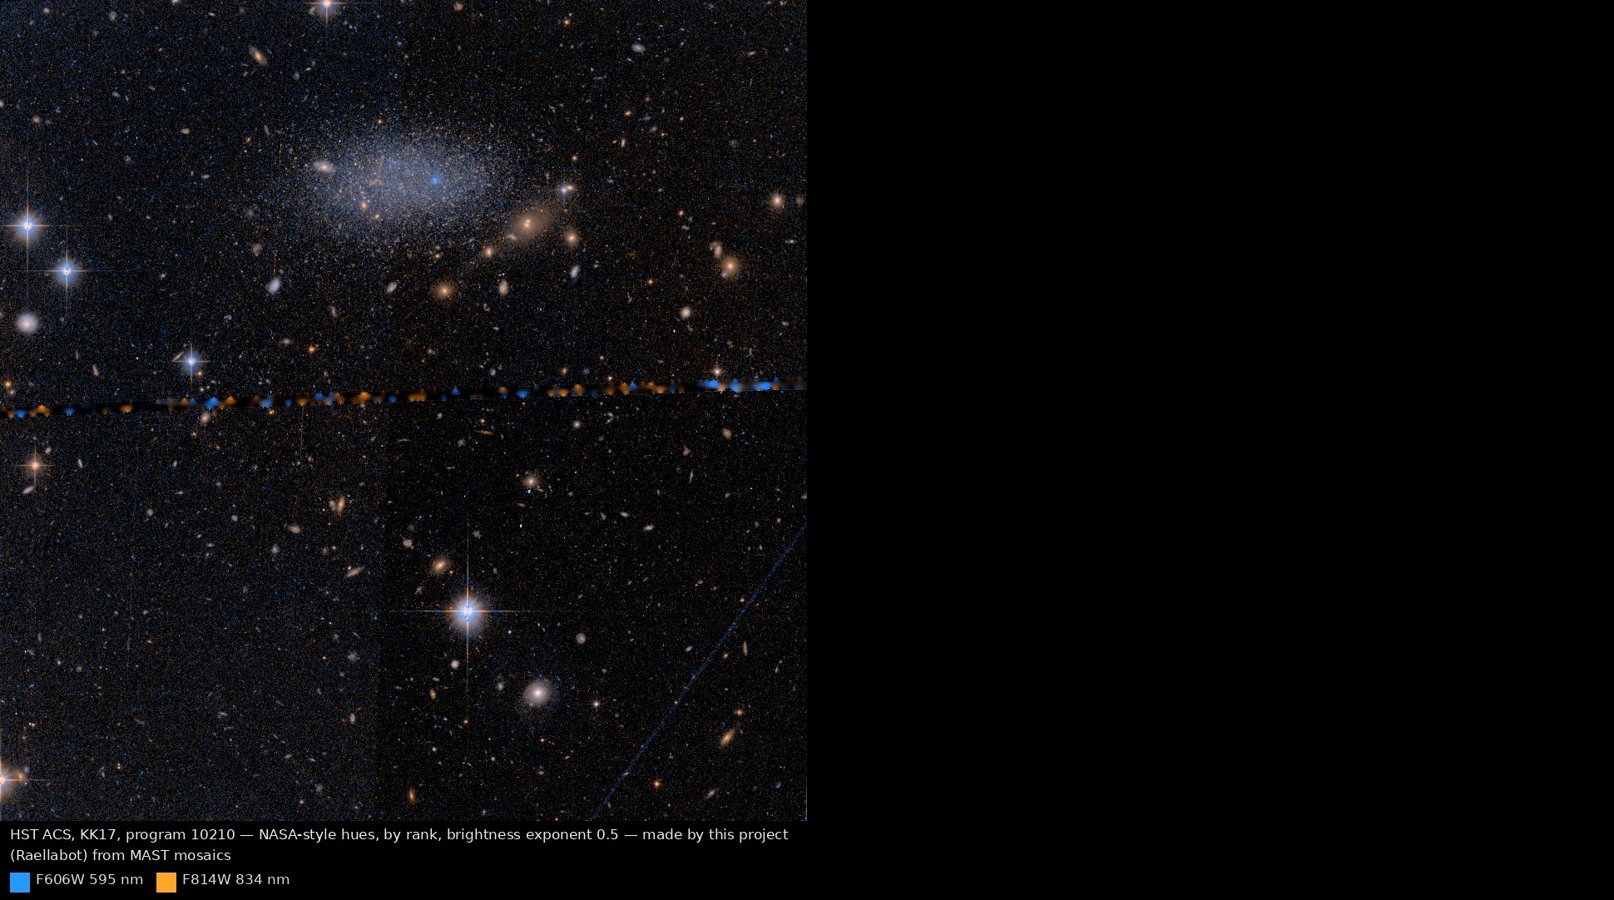 HST ACS, KK17, program 10210 — NASA-style hues, by rank, brightness exponent 0.5 — made by this project
(Raellabot) from MAST mosaics
F606W 595 nm F814W 834 nm